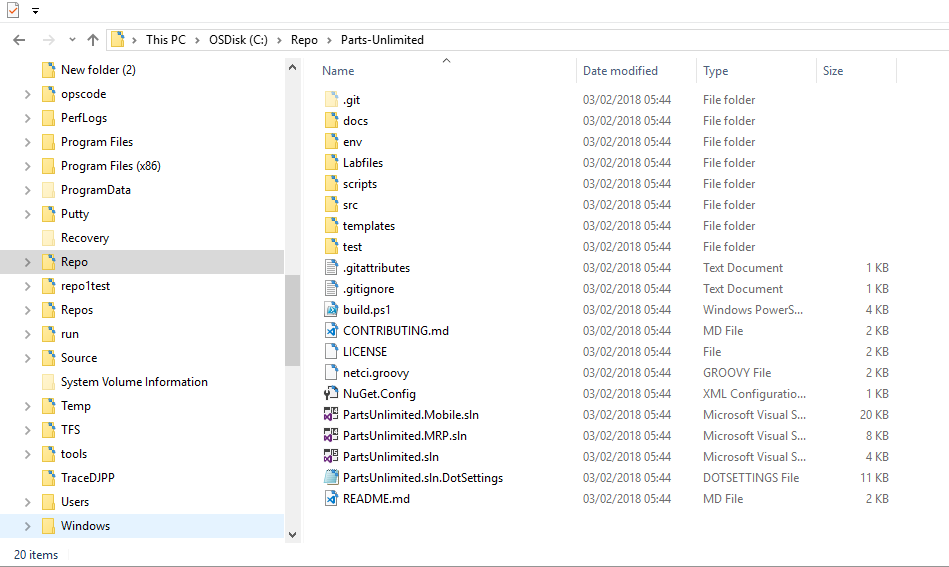 This PC > OSDisk (C:) > Repo > Parts-Unlimited
New folder (2)
opscode
PerfLogs
Program Files
Program Files (x86)
ProgramData
Putty
Recovery
Repo
repo1test
Repos
run
Source
System Volume Information
Temp
TFS
tools
TraceDJPP
Users
Windows
Name Date modified Type Size
.git 03/02/2018 05:44 File folder
docs 03/02/2018 05:44 File folder
env 03/02/2018 05:44 File folder
Labfiles 03/02/2018 05:44 File folder
scripts 03/02/2018 05:44 File folder
src 03/02/2018 05:44 File folder
templates 03/02/2018 05:44 File folder
test 03/02/2018 05:44 File folder
.gitattributes 03/02/2018 05:44 Text Document 1 KB
.gitignore 03/02/2018 05:44 Text Document 1 KB
build.ps1 03/02/2018 05:44 Windows PowerS... 4 KB
CONTRIBUTING.md 03/02/2018 05:44 MD File 2 KB
LICENSE 03/02/2018 05:44 File 2 KB
netci.groovy 03/02/2018 05:44 GROOVY File 2 KB
NuGet.Config 03/02/2018 05:44 XML Configuratio... 1 KB
PartsUnlimited.Mobile.sln 03/02/2018 05:44 Microsoft Visual S... 20 KB
PartsUnlimited.MRP.sln 03/02/2018 05:44 Microsoft Visual S... 8 KB
PartsUnlimited.sln 03/02/2018 05:44 Microsoft Visual S... 4 KB
PartsUnlimited.sln.DotSettings 03/02/2018 05:44 DOTSETTINGS File 11 KB
README.md 03/02/2018 05:44 MD File 2 KB
20 items